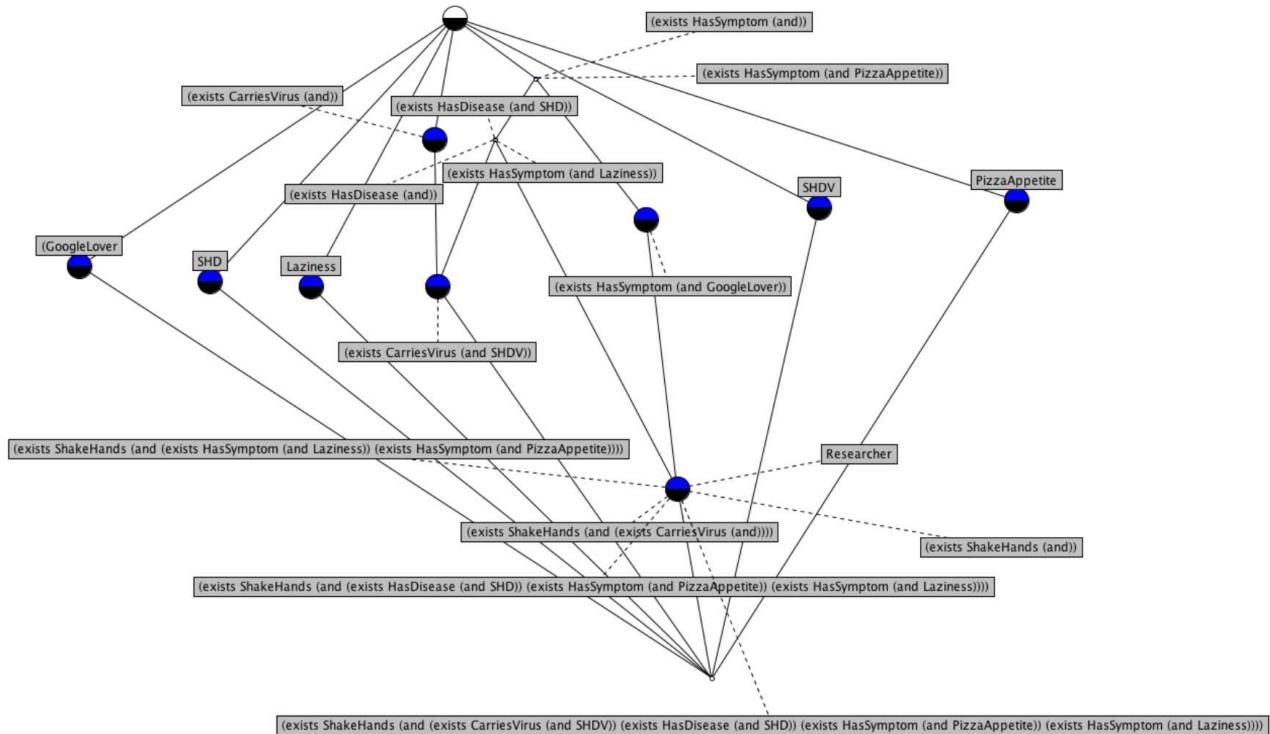 (exists HasSymptom (and))
(exists HasSymptom (and PizzaAppetite))
(exists CarriesVirus (and))
(exists HasDisease (and SHD))
(exists HasSymptom (and Laziness))
(exists HasDisease (and))
SHDV
PizzaAppetite
(GoogleLover
SHD
Laziness
(exists HasSymptom (and GoogleLover))
(exists CarriesVirus (and SHDV))
(exists ShakeHands (and (exists HasSymptom (and Laziness)) (exists HasSymptom (and PizzaAppetite))))
Researcher
(exists ShakeHands (and (exists CarriesVirus (and))))
(exists ShakeHands (and))
(exists ShakeHands (and (exists HasDisease (and SHD)) (exists HasSymptom (and PizzaAppetite)) (exists HasSymptom (and Laziness))))
(exists ShakeHands (and (exists CarriesVirus (and SHDV)) (exists HasDisease (and SHD)) (exists HasSymptom (and PizzaAppetite)) (exists HasSymptom (and Laziness))))